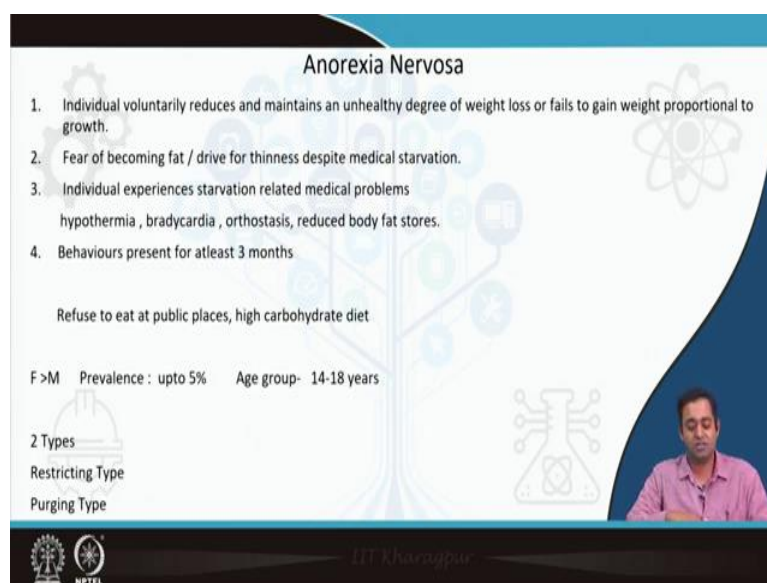 Anorexia Nervosa
1. Individual voluntarily reduces and maintains an unhealthy degree of weight loss or fails to gain weight proportional to
growth.
2. Fear of becoming fat / drive for thinness despite medical starvation.
3. Individual experiences starvation related medical problems
hypothermia , bradycardia , orthostasis, reduced body fat stores.
4. Behaviours present for atleast 3 months
Refuse to eat at public places, high carbohydrate diet
F >M Prevalence : upto 5% Age group- 14-18 years
2 Types
Restricting Type
Purging Type
IIT Kharagpur
NPTEL